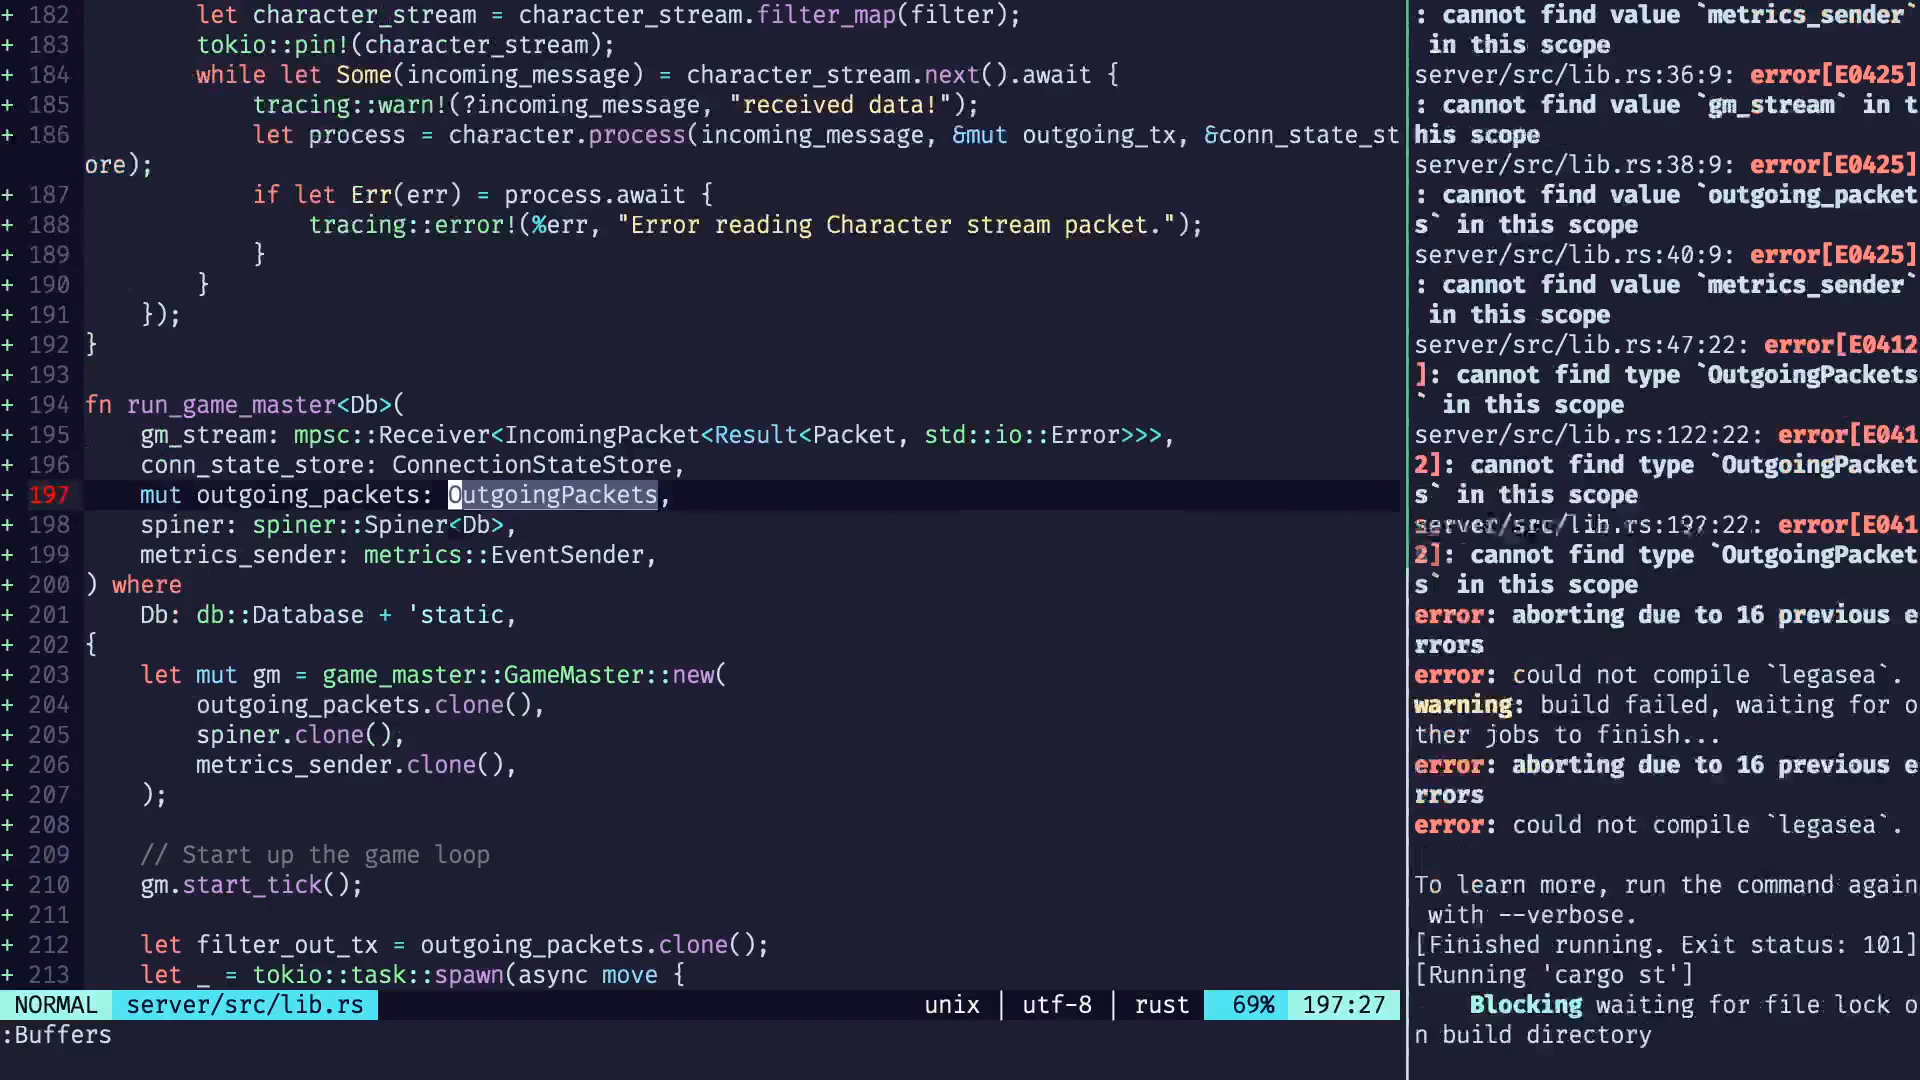 + 182         let character_stream = character_stream.filter_map(filter);
+ 183         tokio::pin!(character_stream);
+ 184         while let Some(incoming_message) = character_stream.next().await {
+ 185             tracing::warn!(?incoming_message, "received data!");
+ 186             let process = character.process(incoming_message, &mut outgoing_tx, &conn_state_st
ore);
+ 187             if let Err(err) = process.await {
+ 188                 tracing::error!(%err, "Error reading Character stream packet.");
+ 189             }
+ 190         }
+ 191     });
+ 192 }
+ 193
+ 194 fn run_game_master<Db>(
+ 195     gm_stream: mpsc::Receiver<IncomingPacket<Result<Packet, std::io::Error>>>,
+ 196     conn_state_store: ConnectionStateStore,
+ 197     mut outgoing_packets: OutgoingPackets,
+ 198     spiner: spiner::Spiner<Db>,
+ 199     metrics_sender: metrics::EventSender,
+ 200 ) where
+ 201     Db: db::Database + 'static,
+ 202 {
+ 203     let mut gm = game_master::GameMaster::new(
+ 204         outgoing_packets.clone(),
+ 205         spiner.clone(),
+ 206         metrics_sender.clone(),
+ 207     );
+ 208
+ 209     // Start up the game loop
+ 210     gm.start_tick();
+ 211
+ 212     let filter_out_tx = outgoing_packets.clone();
+ 213     let _ = tokio::task::spawn(async move {
NORMAL server/src/lib.rs unix | utf-8 | rust 69% 197:27
:Buffers
: cannot find value `metrics_sender`
 in this scope
server/src/lib.rs:36:9: error[E0425]
: cannot find value `gm_stream` in t
his scope
server/src/lib.rs:38:9: error[E0425]
: cannot find value `outgoing_packet
s` in this scope
server/src/lib.rs:40:9: error[E0425]
: cannot find value `metrics_sender`
 in this scope
server/src/lib.rs:47:22: error[E0412
]: cannot find type `OutgoingPackets
` in this scope
server/src/lib.rs:122:22: error[E041
2]: cannot find type `OutgoingPacket
s` in this scope
server/src/lib.rs:197:22: error[E041
2]: cannot find type `OutgoingPacket
s` in this scope
error: aborting due to 16 previous e
rrors
error: could not compile `legasea`.
warning: build failed, waiting for o
ther jobs to finish...
error: aborting due to 16 previous e
rrors
error: could not compile `legasea`.
To learn more, run the command again
 with --verbose.
[Finished running. Exit status: 101]
[Running 'cargo st']
    Blocking waiting for file lock o
n build directory